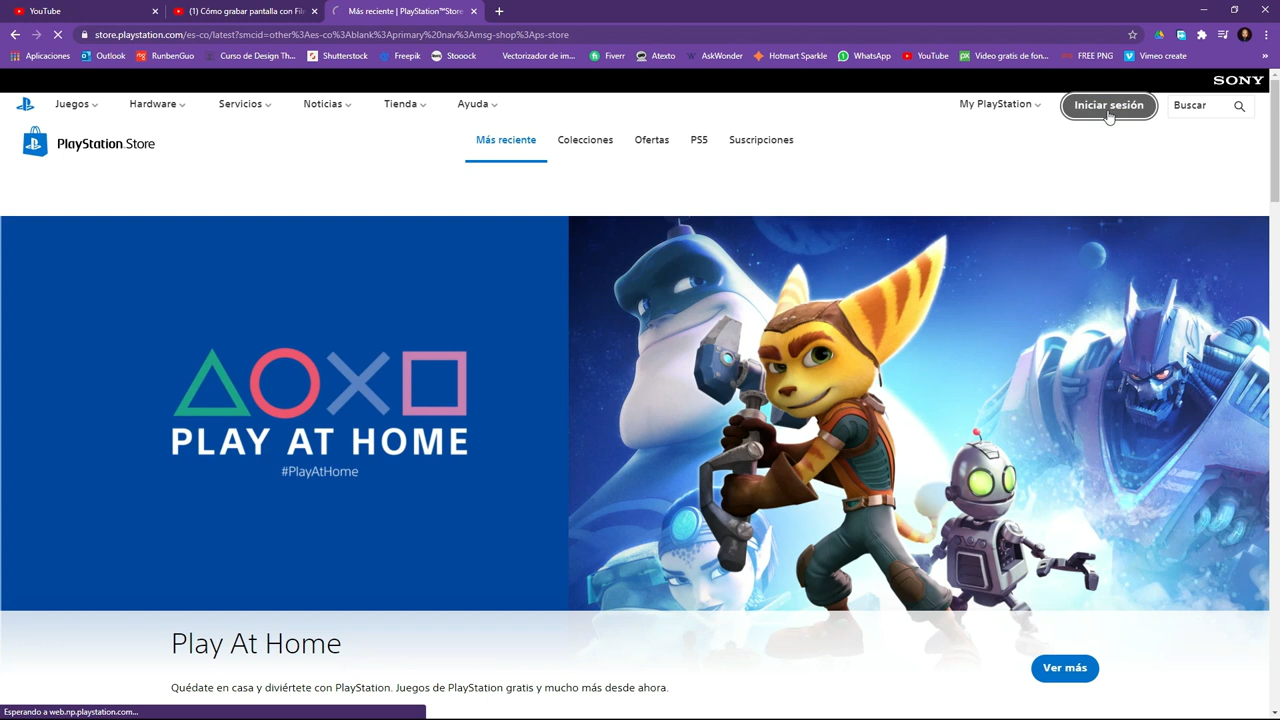 YouTube
(1) Cómo grabar pantalla con Fil
Más reciente | PlayStation™Store
store.playstation.com/es-co/latest?smcid=other%3Aes-co%3Ablank%3Aprimary%20nav%3Amsg-shop%3Aps-store
Aplicaciones
Outlook
RunbenGuo
Curso de Design Th...
Shutterstock
Freepik
Stoock
Vectorizador de im...
Fiverr
Atexto
AskWonder
Hotmart Sparkle
WhatsApp
YouTube
Video gratis de fon...
FREE PNG
Vimeo create
SONY
Juegos
Hardware
Servicios
Noticias
Tienda
Ayuda
My PlayStation
Iniciar sesión
Buscar
PlayStation.Store
Más reciente
Colecciones
Ofertas
PS5
Suscripciones
PLAY AT HOME
#PlayAtHome
Play At Home
Ver más
Quédate en casa y diviértete con PlayStation. Juegos de PlayStation gratis y mucho más desde ahora.
Esperando a web.np.playstation.com...